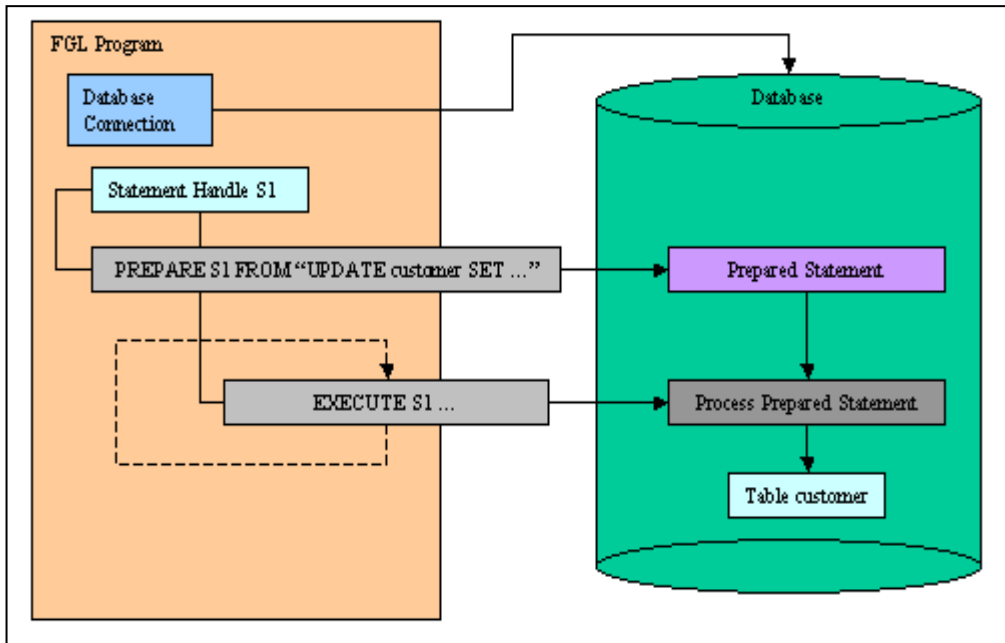 FGL Program
Database
Connection
Database
Statement Handle S1
PREPARE S1 FROM “UPDATE customer SET ...”
Prepared Statement
EXECUTE S1 ...
Process Prepared Statement
Table customer